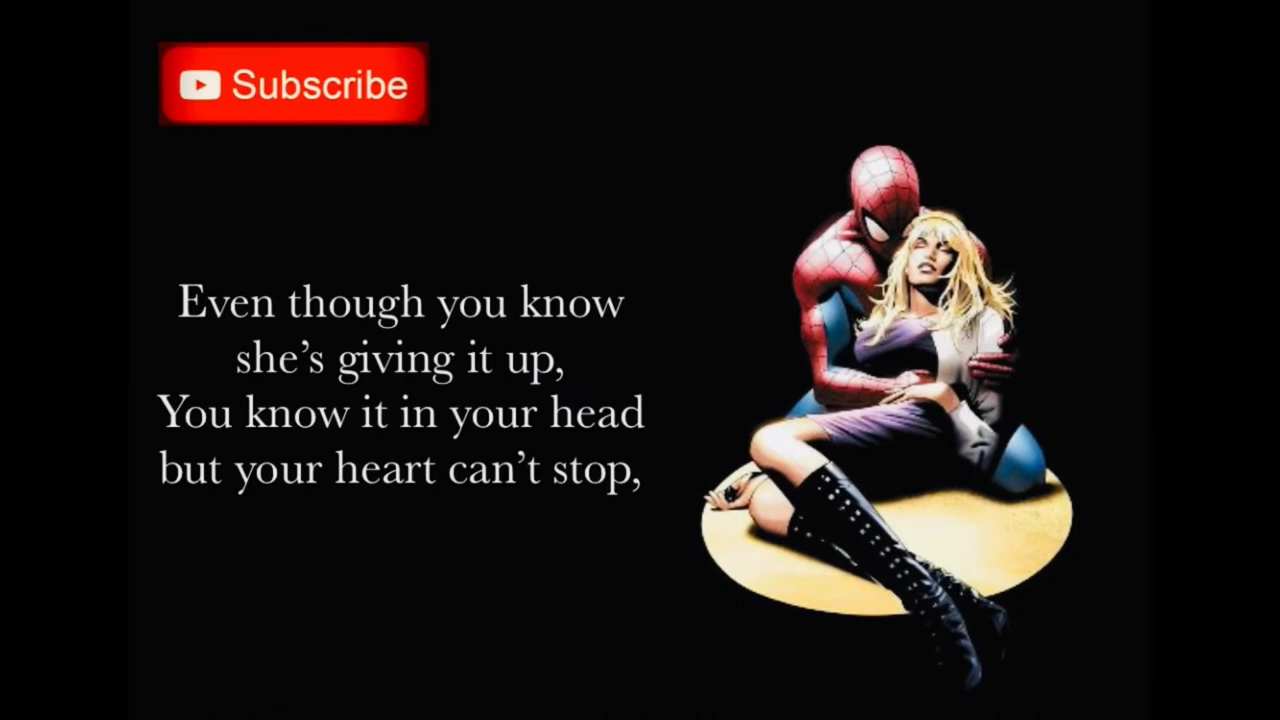 Subscribe
Even though you know
she’s giving it up,
You know it in your head
but your heart can’t stop,